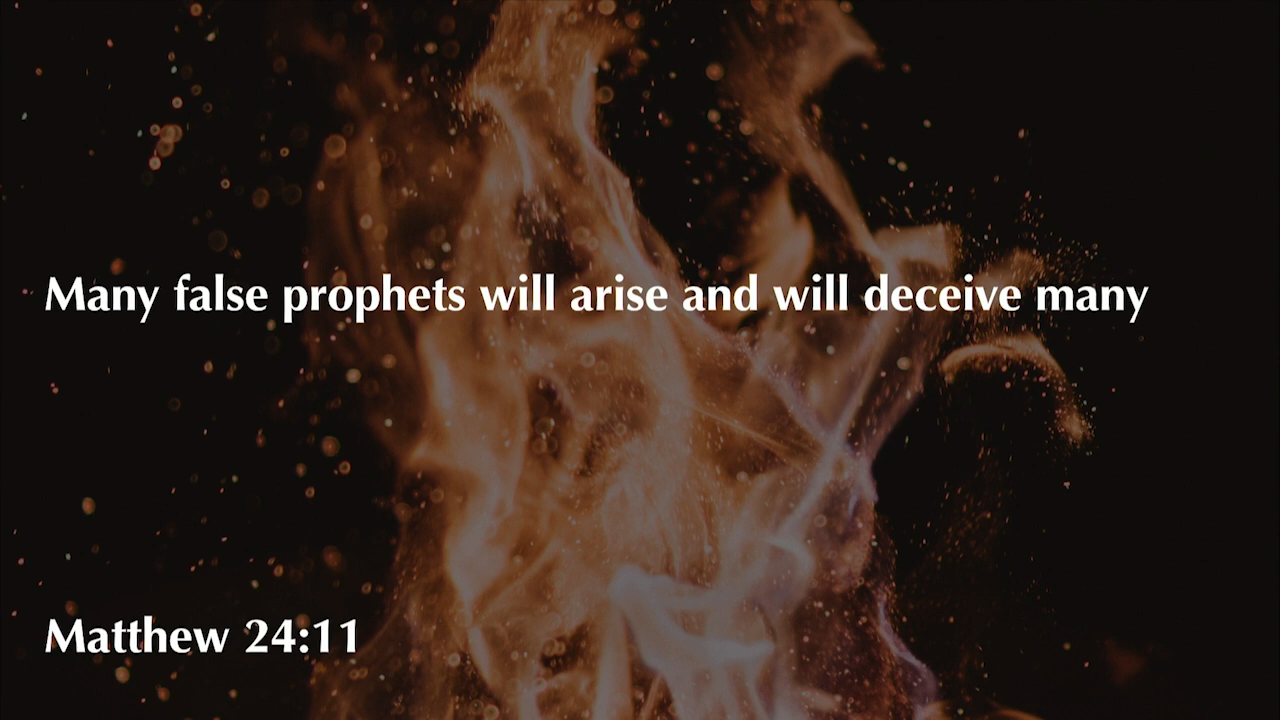 Many false prophets will arise and will deceive many
Matthew 24:11